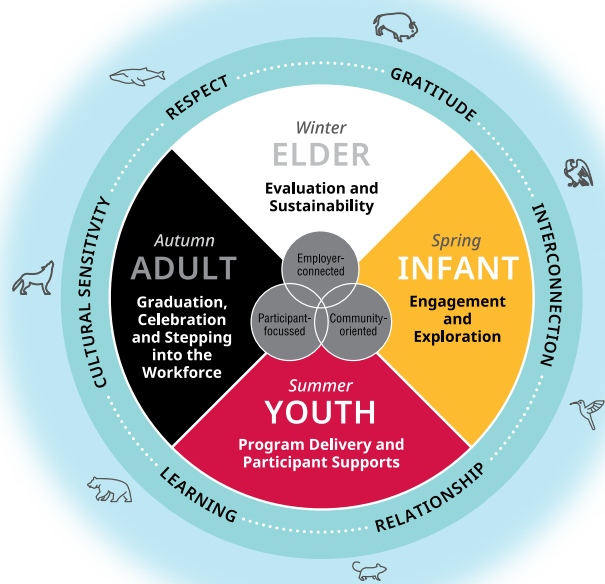 RESPECT
GRATITUDE
INTERCONNECTION
RELATIONSHIP
LEARNING
CULTURAL SENSITIVITY
Winter
ELDER
Evaluation and
Sustainability
Spring
INFANT
Engagement
and
Exploration
Summer
YOUTH
Program Delivery and
Participant Supports
Autumn
ADULT
Graduation,
Celebration
and Stepping
into the
Workforce
Employer-
connected
Participant-
focussed
Community-
oriented